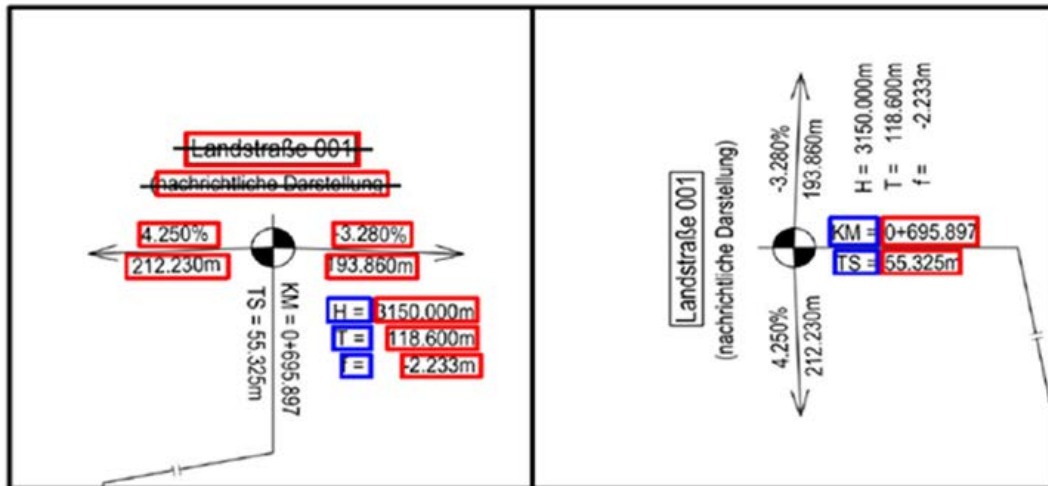 Landstraße 001
(nachrichtliche Darstellung
4.250%
-3.280%
212.230m
193.860m
H = 3150.000m
T = 118.600m
f = -2.233m
KM = 0+695.897
TS = 55.325m
Landstraße 001
(nachrichtliche Darstellung)
-3.280%
193.860m
H = 3150.000m
T = 118.600m
f = -2.233m
KM = 0+695.897
TS = 55.325m
4.250%
212.230m